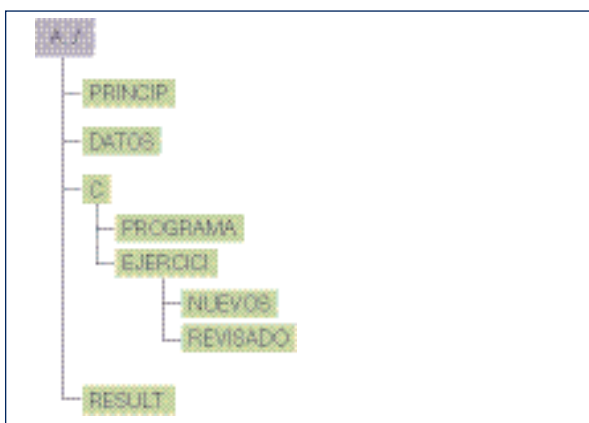 A:/
PRINCIP
DATOS
C
PROGRAMA
EJERCICI
NUEVOS
REVISADO
RESULT